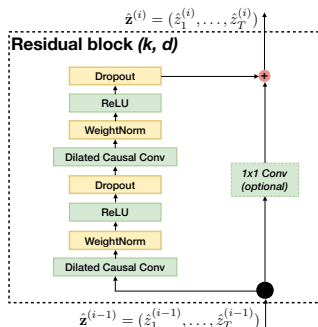 ẑ^(i) = (ẑ_1^(i), . . . , ẑ_T^(i))
Residual block (k, d)
Dropout
+
ReLU
WeightNorm
Dilated Causal Conv
1x1 Conv
(optional)
Dropout
ReLU
WeightNorm
Dilated Causal Conv
ẑ^(i−1) = (ẑ_1^(i−1), . . . , ẑ_T^(i−1))